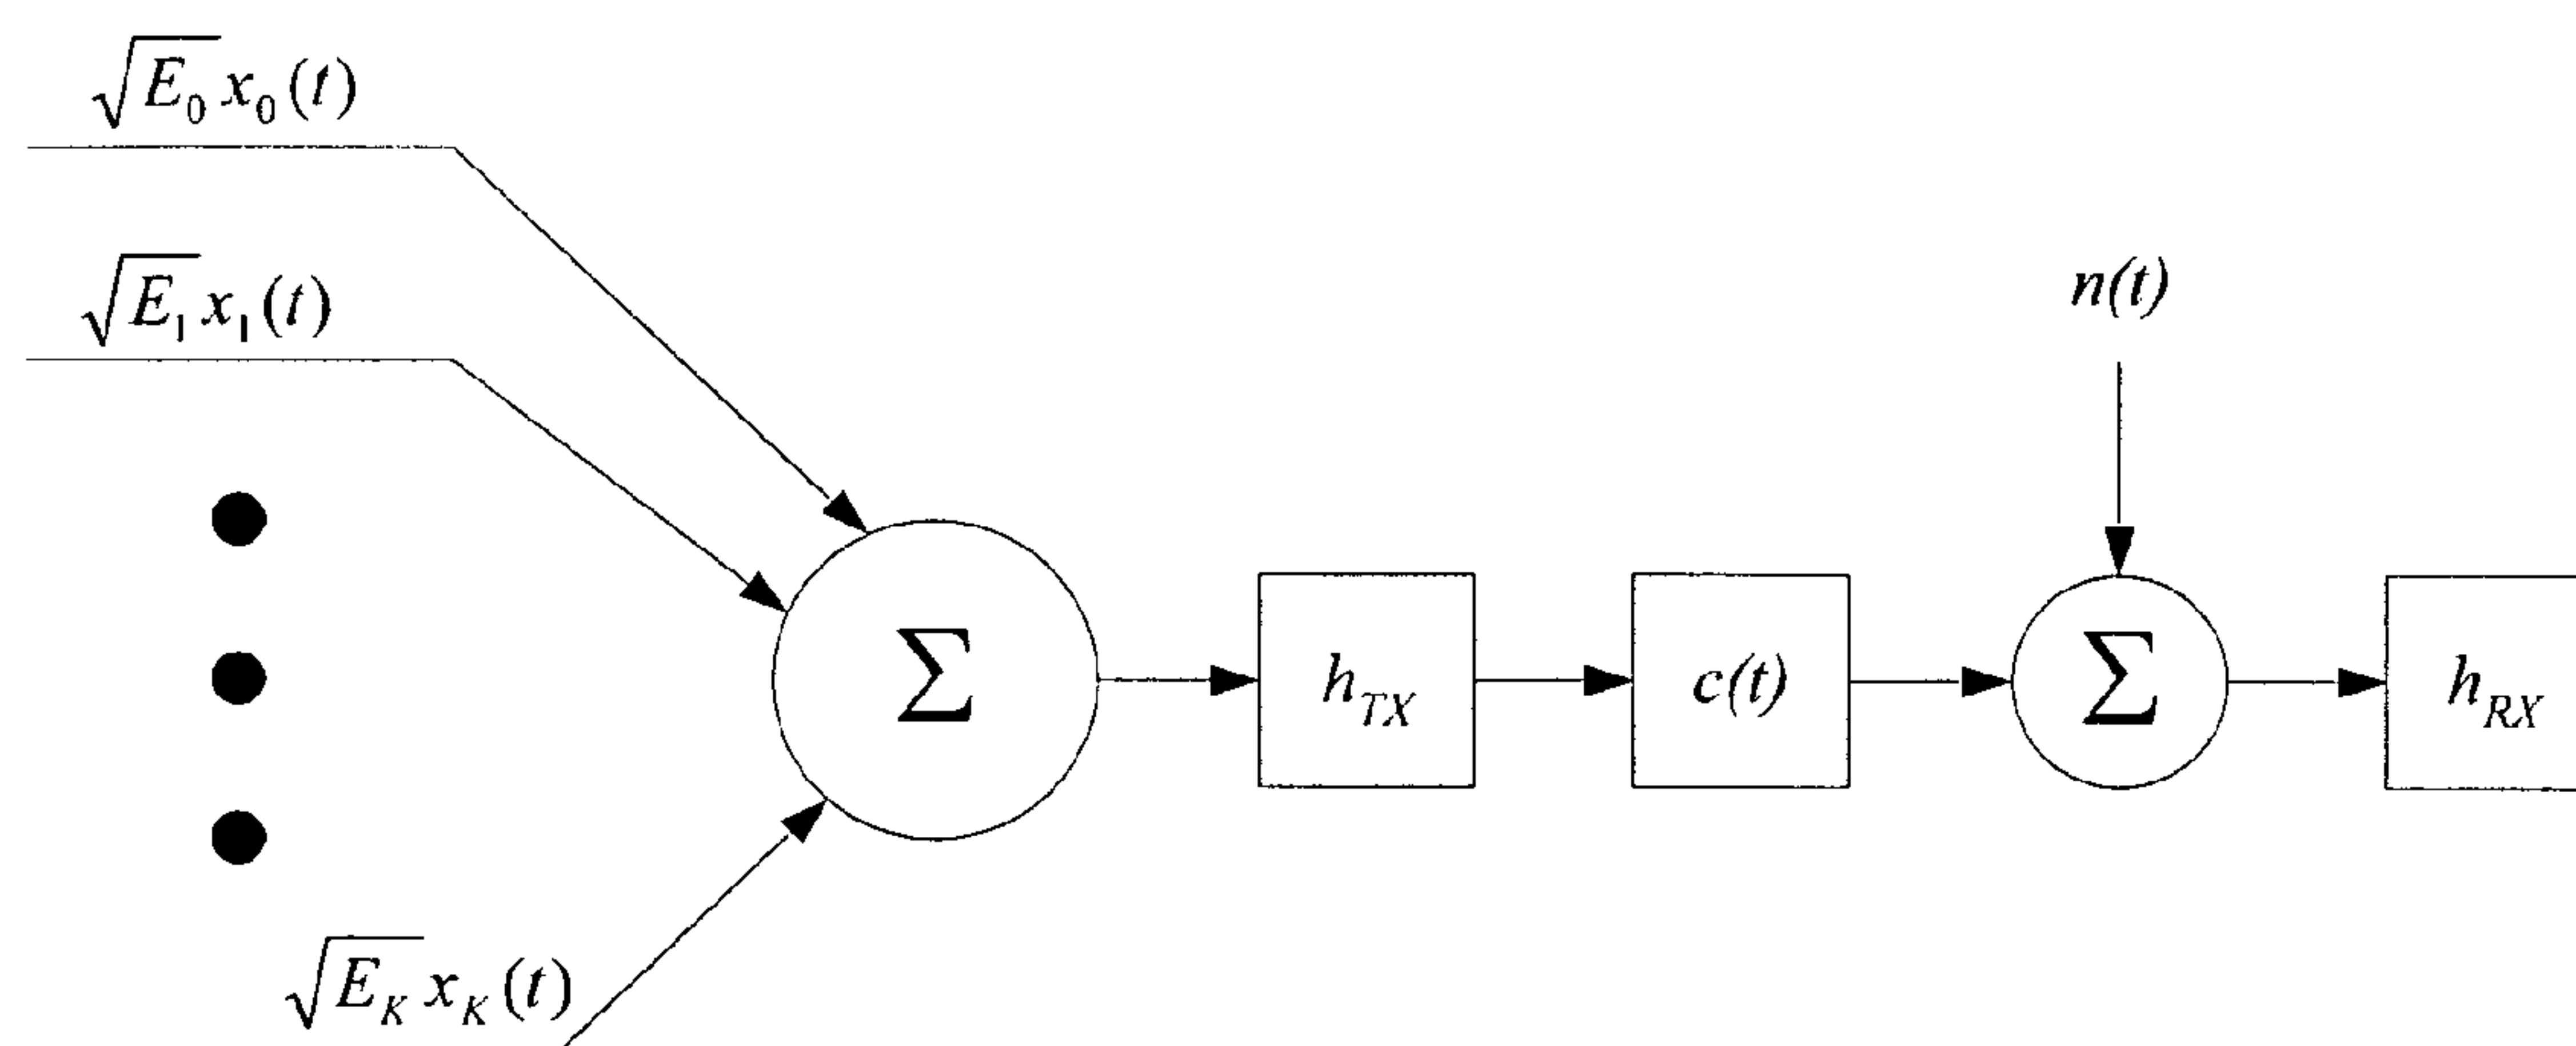 √E₀ x₀(t)
√E₁ x₁(t)
n(t)
Σ
h_TX
c(t)
Σ
h_RX
√E_K x_K(t)